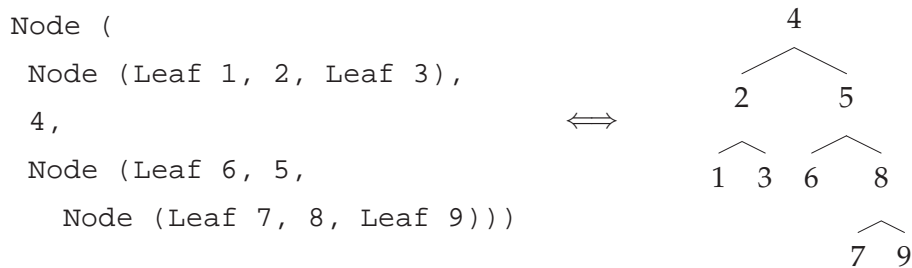 Node (
Node (Leaf 1, 2, Leaf 3),
4,
Node (Leaf 6, 5,
Node (Leaf 7, 8, Leaf 9)))
⟺
4
2 5
1 3 6 8
7 9